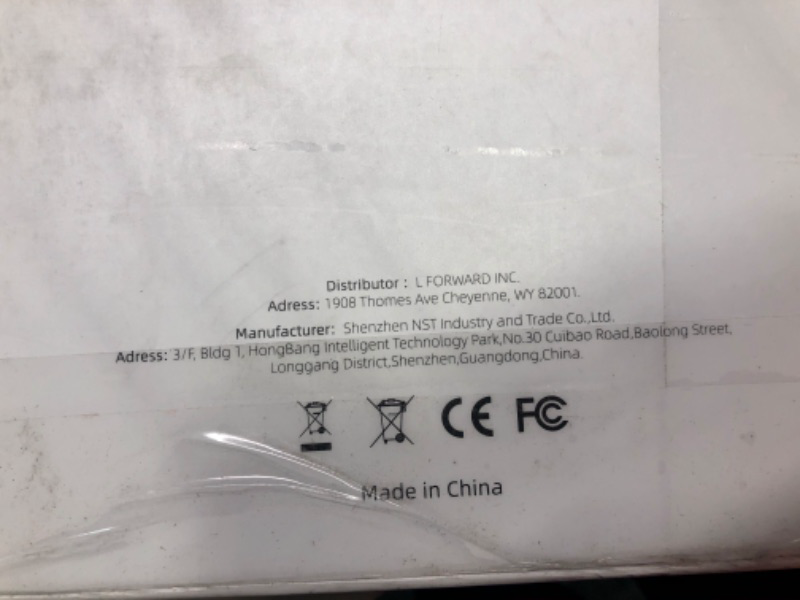 Distributor : L FORWARD INC.
Adress: 1908 Thomes Ave Cheyenne, WY 82001.
Manufacturer: Shenzhen NST Industry and Trade Co.,Ltd.
Adress: 3/F, Bldg 1, HongBang Intelligent Technology Park,No.30 Cuibao Road,Baolong Street,
Longgang District,Shenzhen,Guangdong,China.
CE FC
Made in China